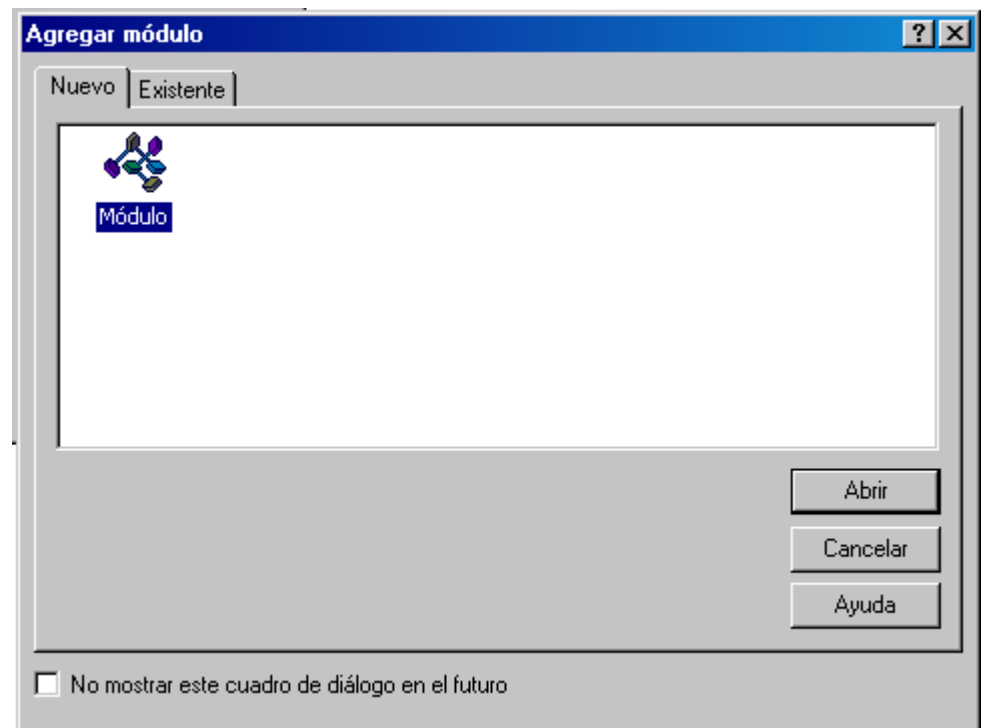 Agregar módulo
Nuevo
Existente
Módulo
Abrir
Cancelar
Ayuda
No mostrar este cuadro de diálogo en el futuro